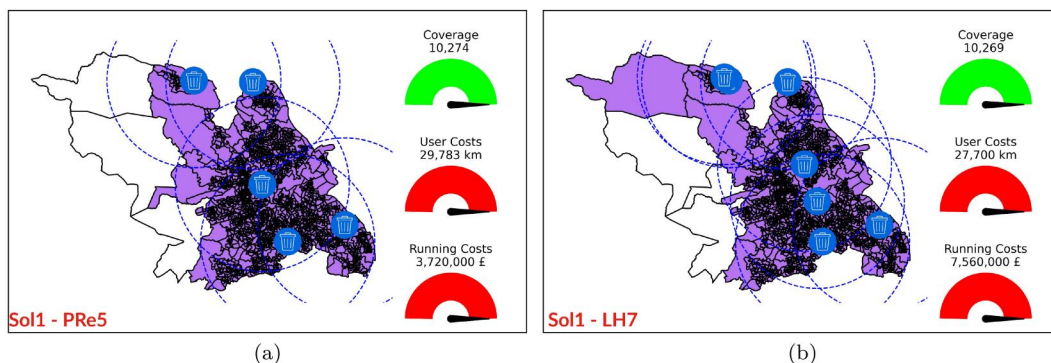 Coverage
10,274
User Costs
29,783 km
Running Costs
3,720,000 £
Sol1 - PRe5
(a)
Coverage
10,269
User Costs
27,700 km
Running Costs
7,560,000 £
Sol1 - LH7
(b)